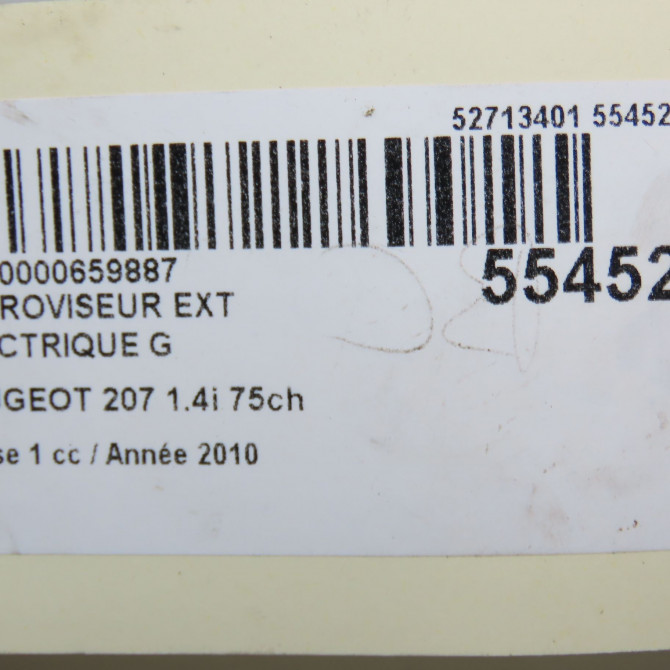 52713401 55452
0000659887
55452
ROVISEUR EXT
CTRIQUE G
GEOT 207 1.4i 75ch
se 1 cc / Année 2010